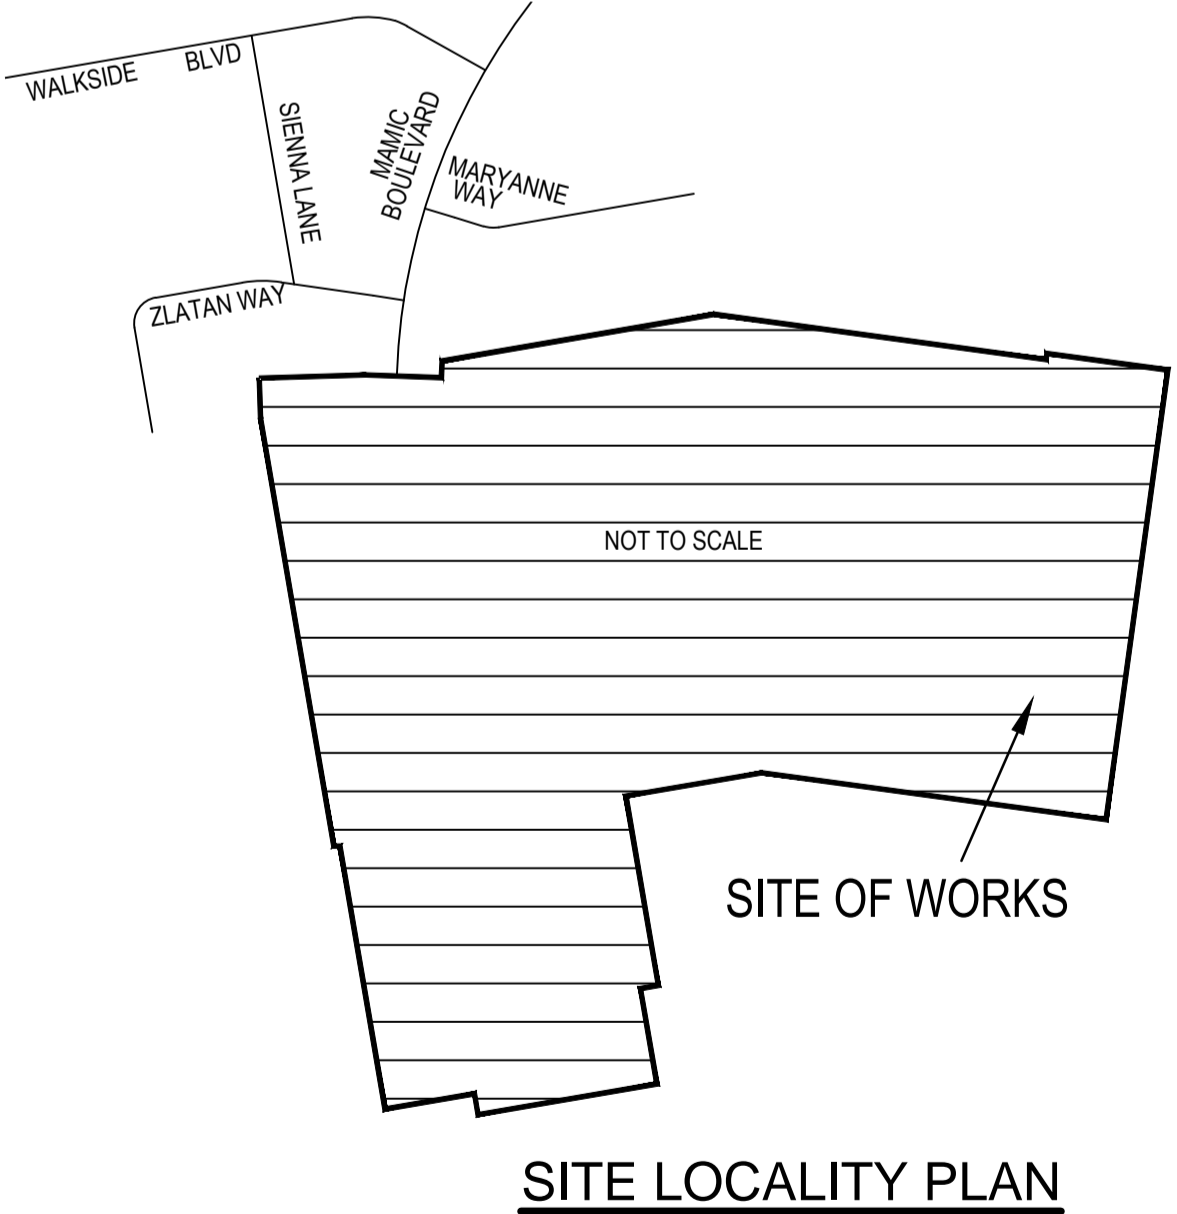 WALKSIDE BLVD
SIENNA LANE
MAMIC
BOULEVARD
MARYANNE
WAY
ZLATAN WAY
NOT TO SCALE
SITE OF WORKS
SITE LOCALITY PLAN